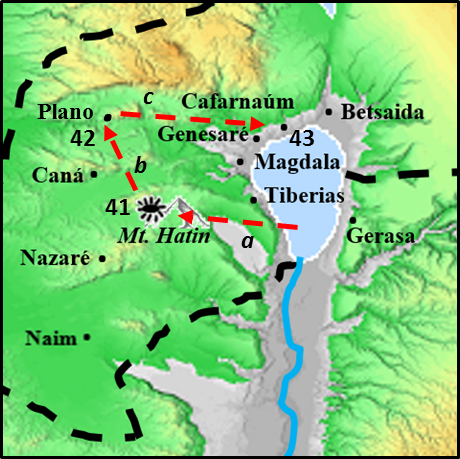 c
Plano
Cafarnaúm
Betsaida
42
Genesaré
43
b
Magdala
Caná
Tiberias
41
Mt. Hatin
a
Gerasa
Nazaré
Naim